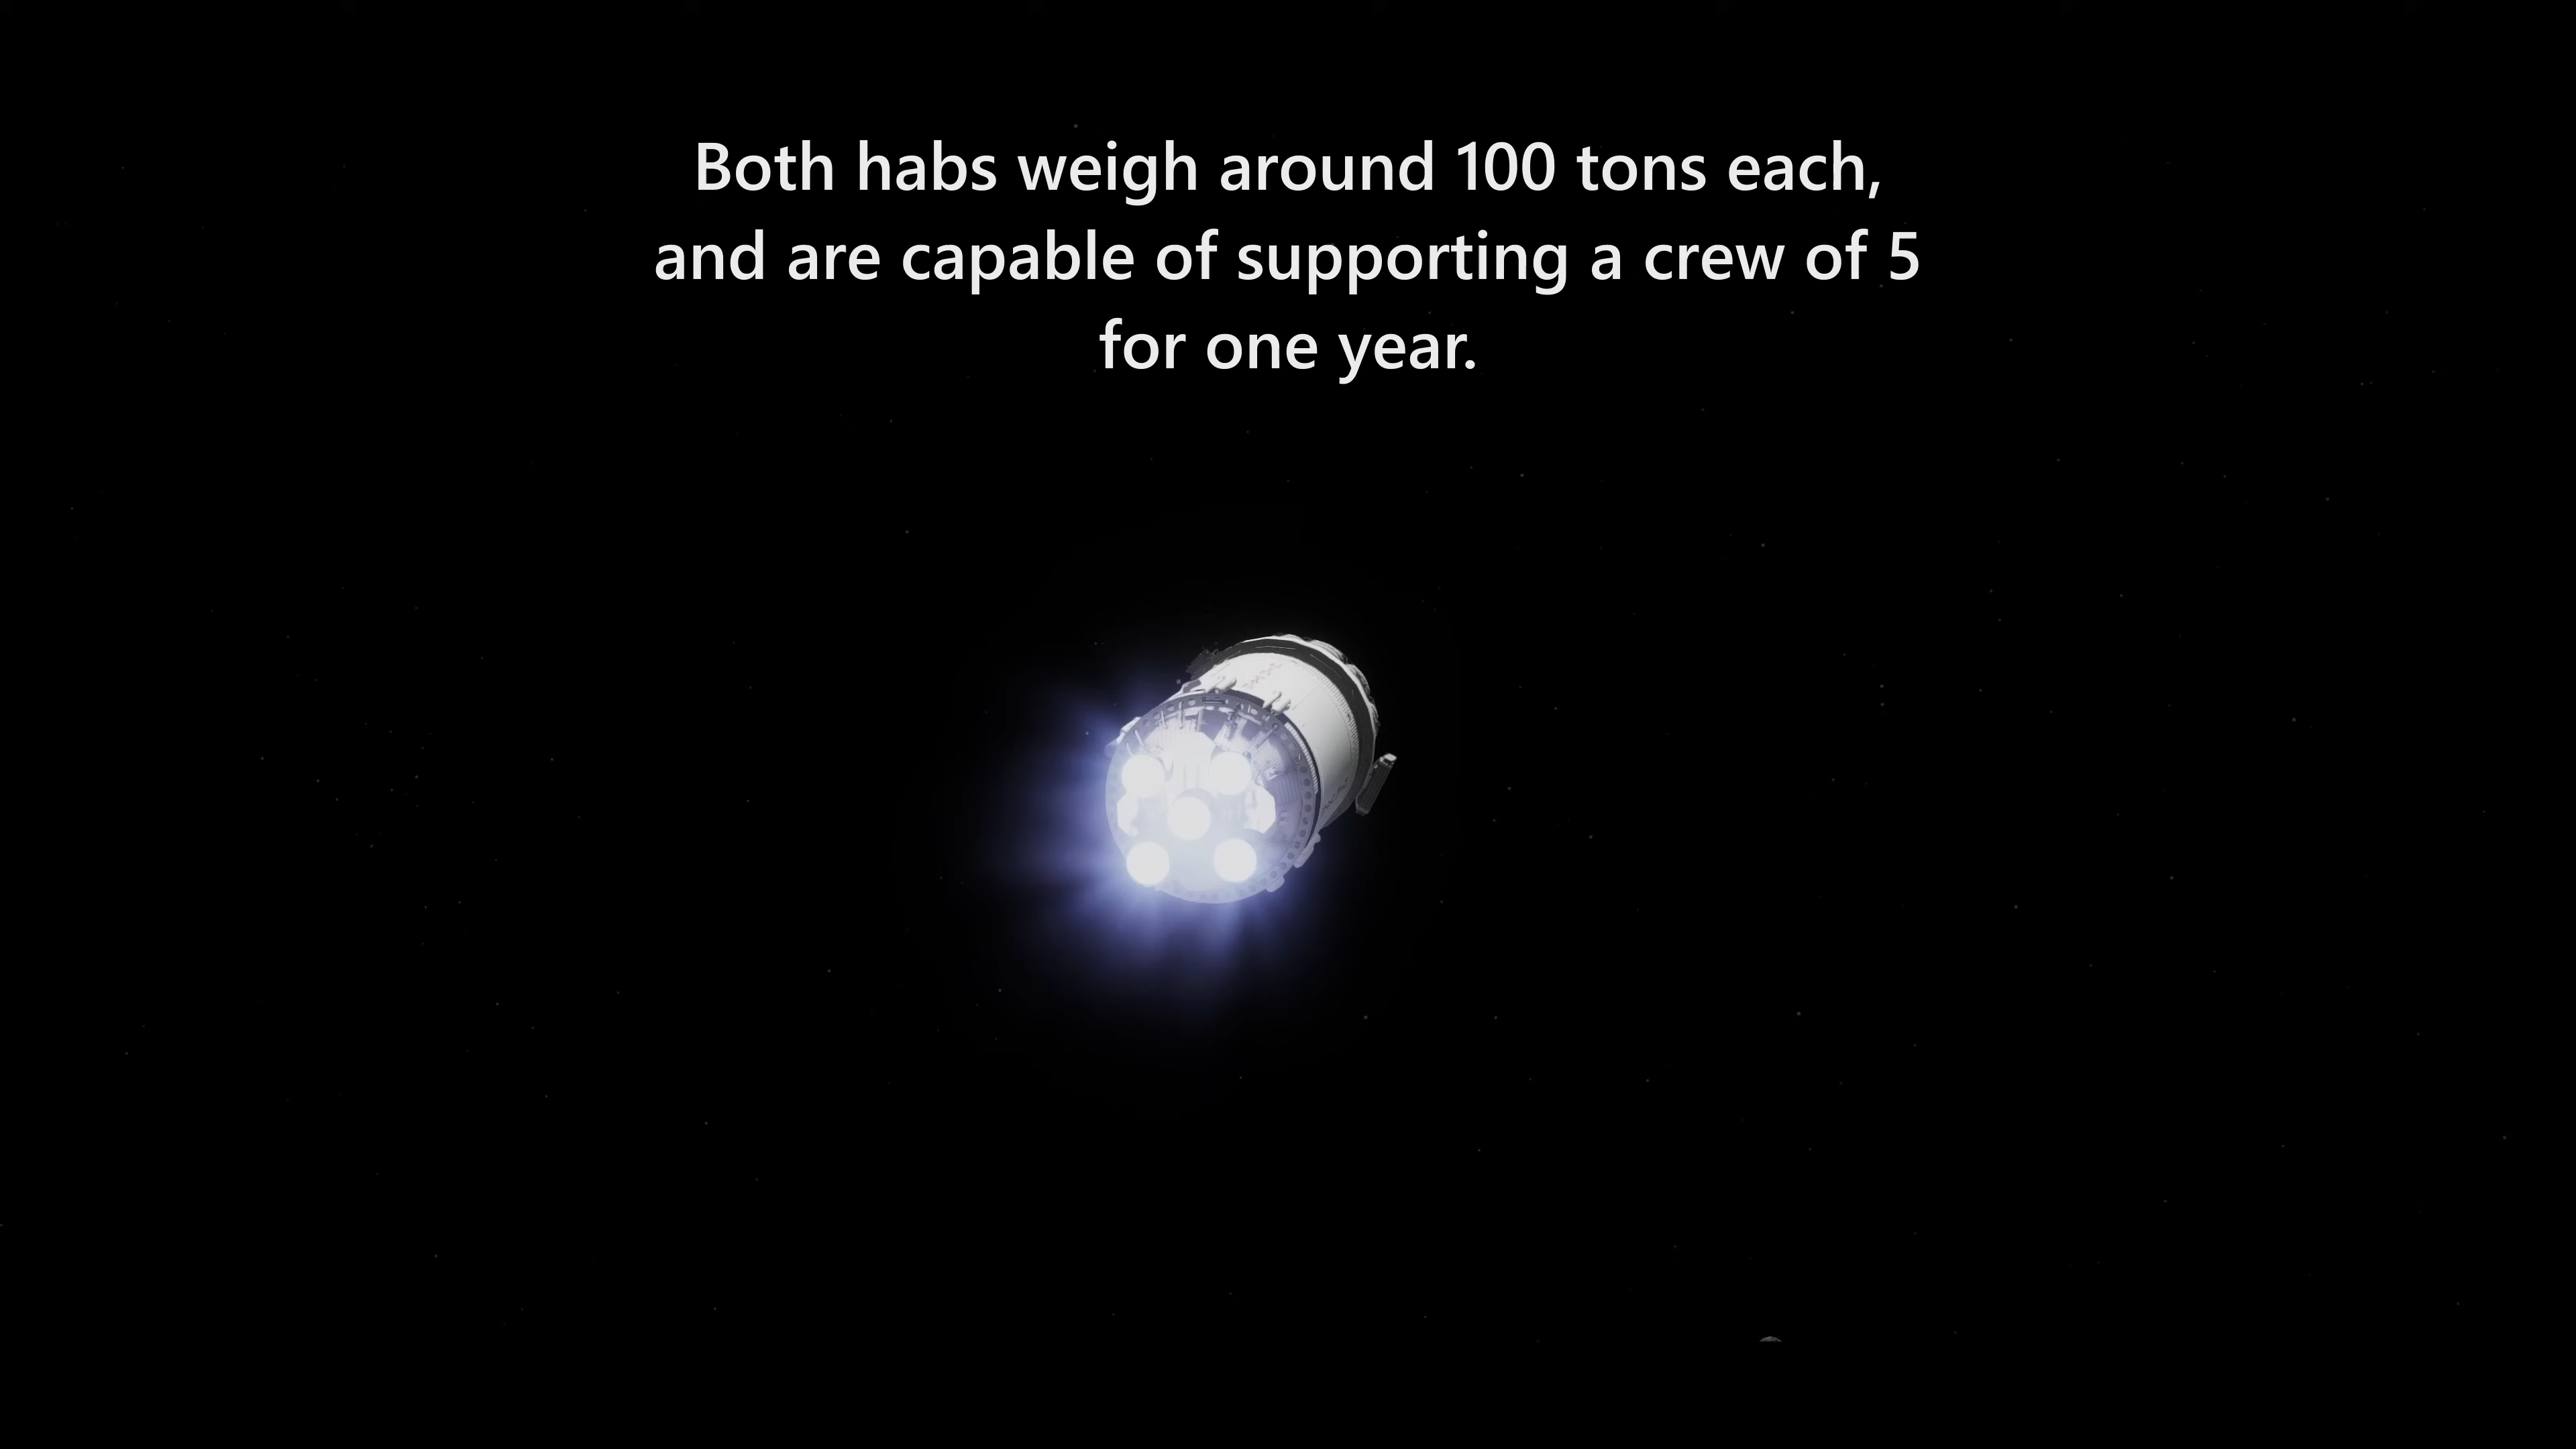 Both habs weigh around 100 tons each,
and are capable of supporting a crew of 5
for one year.